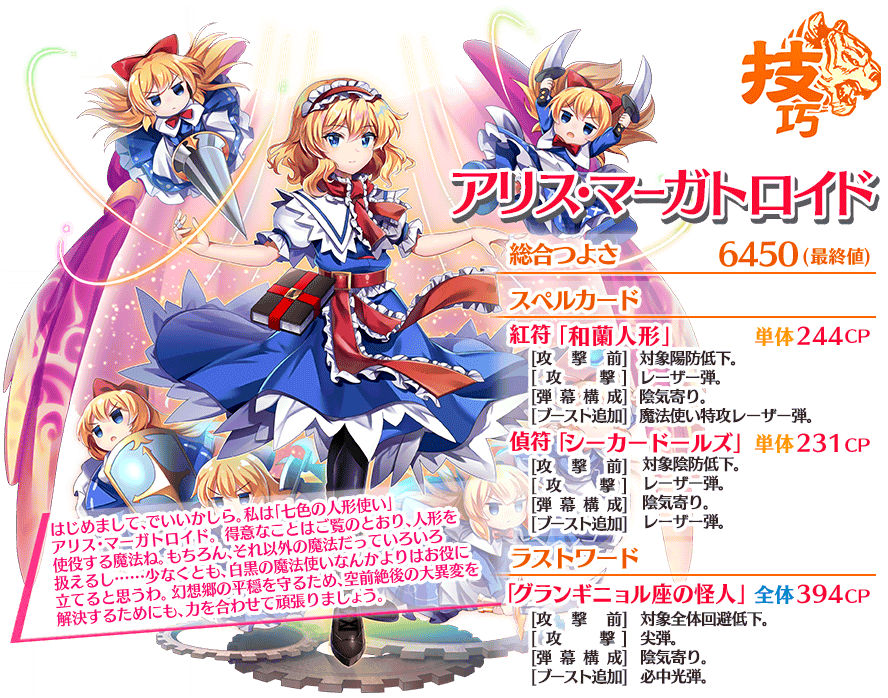 技巧
アリス・マーガトロイド
総合つよさ 6450(最終値)
スペルカード
紅符「和蘭人形」 単体244CP
[攻撃前] 対象陽防低下。
[攻撃] レーザー弾。
[弾幕構成] 陰気寄り。
[ブースト追加] 魔法使い特攻レーザー弾。
偵符「シーカードールズ」 単体231CP
[攻撃前] 対象陰防低下。
[攻撃] レーザー弾。
[弾幕構成] 陰気寄り。
[ブースト追加] レーザー弾。
ラストワード
「グランギニョル座の怪人」 全体394CP
[攻撃前] 対象全体回避低下。
[攻撃] 尖弾。
[弾幕構成] 陰気寄り。
[ブースト追加] 必中光弾。
はじめまして、でいいかしら。私は「七色の人形使い」
アリス・マーガトロイド。得意なことはご覧のとおり、人形を
使役する魔法ね。もちろん、それ以外の魔法だっていろいろ
扱えるし……少なくとも、白黒の魔法使いなんかよりはお役に
立てると思うわ。幻想郷の平穏を守るため、空前絶後の大異変を
解決するためにも、力を合わせて頑張りましょう。